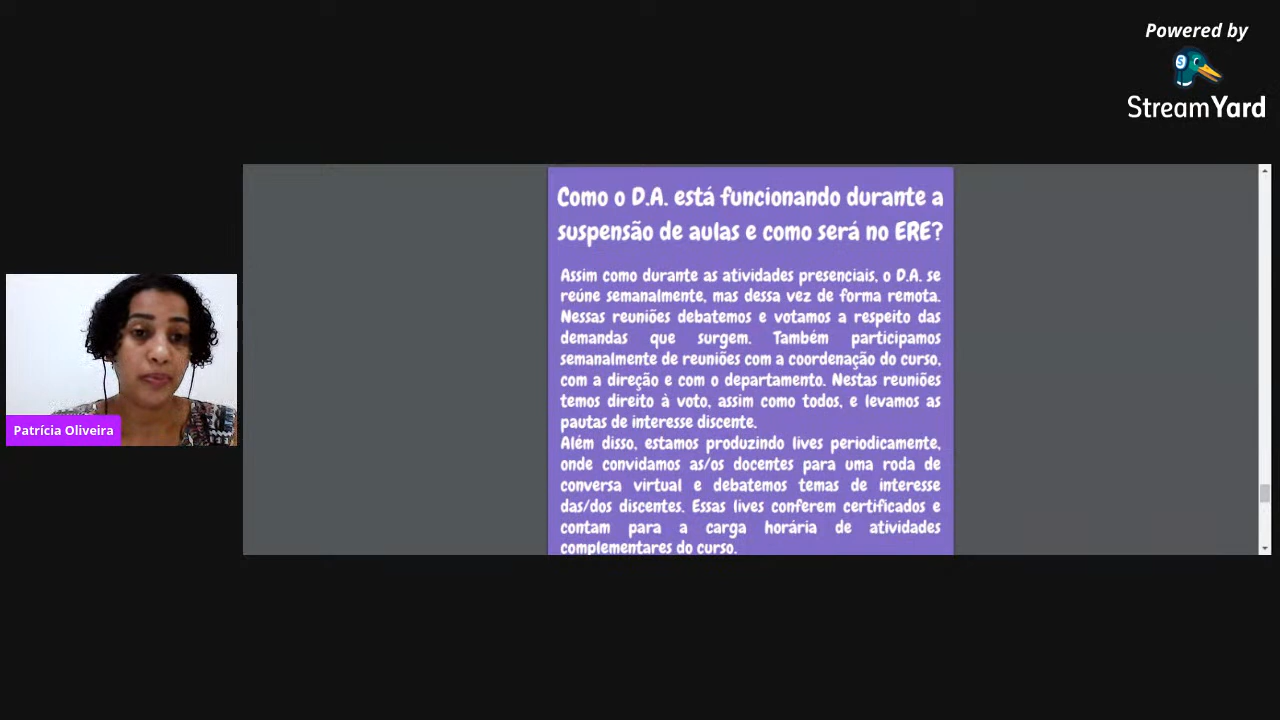 Powered by
StreamYard
Como o D.A. está funcionando durante a
suspensão de aulas e como será no ERE?
Assim como durante as atividades presenciais, o D.A. se
reúne semanalmente, mas dessa vez de forma remota.
Nessas reuniões debatemos e votamos a respeito das
demandas que surgem. Também participamos
semanalmente de reuniões com a coordenação do curso,
com a direção e com o departamento. Nestas reuniões
temos direito à voto, assim como todos, e levamos as
pautas de interesse discente.
Além disso, estamos produzindo lives periodicamente,
onde convidamos as/os docentes para uma roda de
conversa virtual e debatemos temas de interesse
das/dos discentes. Essas lives conferem certificados e
contam para a carga horária de atividades
complementares do curso.
Patrícia Oliveira